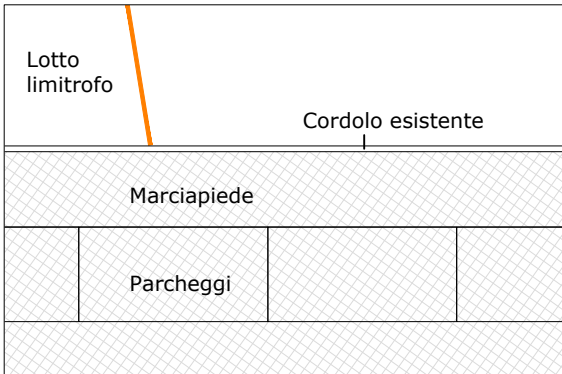 Lotto
limitrofo
Cordolo esistente
Marciapiede
Parcheggi